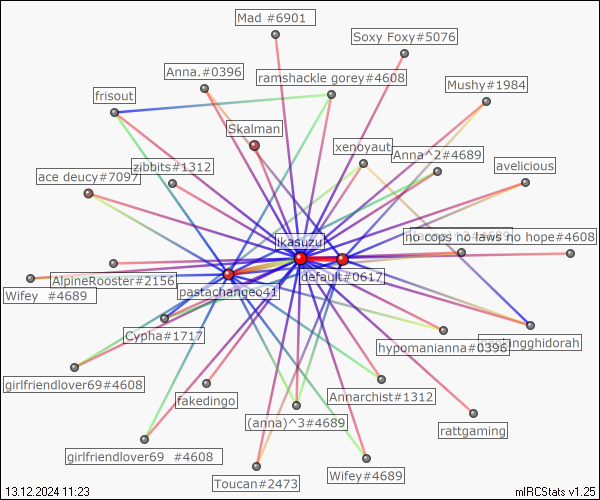 Mad #6901
Soxy Foxy#5076
Anna.#0396
ramshackle gorey#4608
Mushy#1984
frisout
Skalman
xenoyaut
Anna^2#4689
zibbits#1312
avelicious
ace deucy#7097
no cops no laws no hope#4608
ikasuzu
default#0617
AlpineRooster#2156
Wifey  #4689
pastachangeo41
Cypha#1717
hypomanianna#0396
ingghidorah
girlfriendlover69#4608
fakedingo
Annarchist#1312
(anna)^3#4689
rattgaming
girlfriendlover69  #4608
Toucan#2473
Wifey#4689
13.12.2024 11:23
mIRCStats v1.25